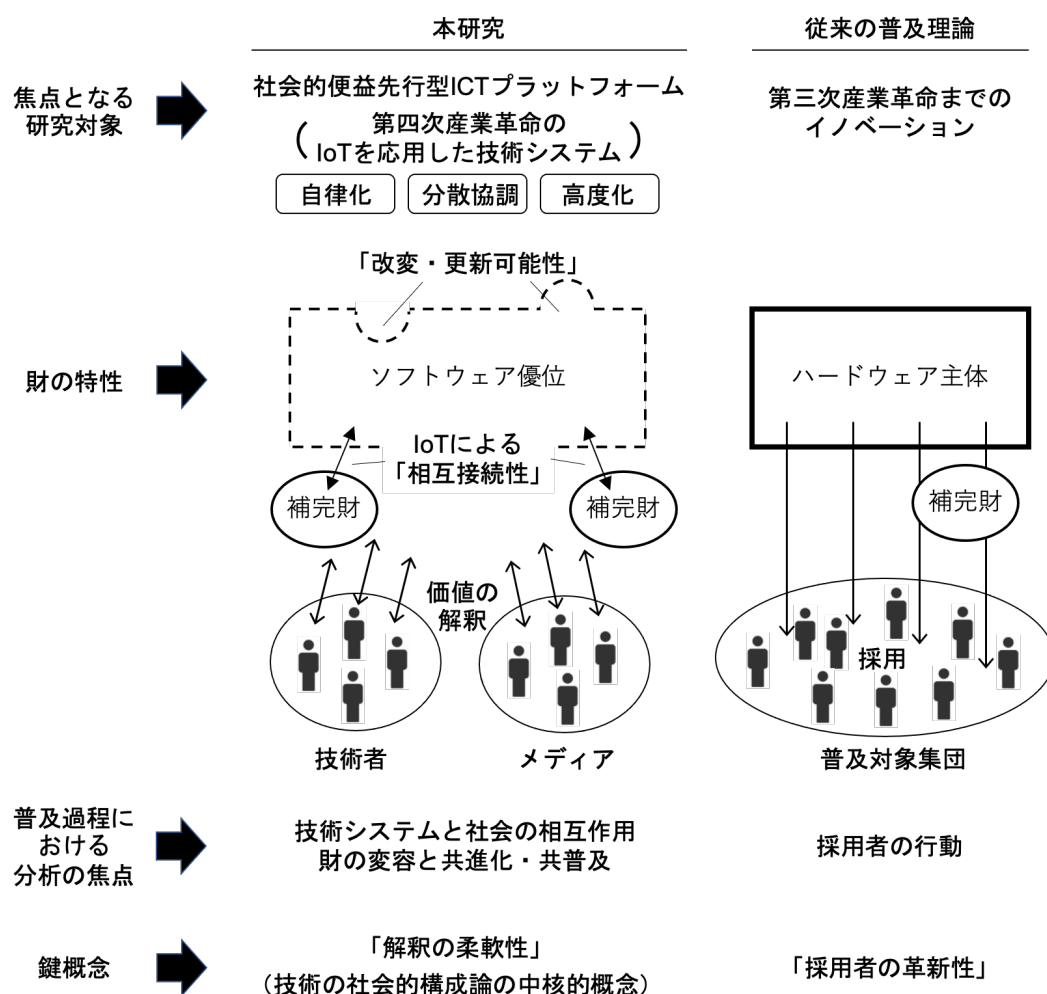 本研究
従来の普及理論
焦点となる
研究対象
社会的便益先行型ICTプラットフォーム
(第四次産業革命の
IoTを応用した技術システム)
自律化
分散協調
高度化
第三次産業革命までの
イノベーション
財の特性
「改変・更新可能性」
ソフトウェア優位
IoTによる
「相互接続性」
補完財
補完財
価値の
解釈
技術者
メディア
ハードウェア主体
補完財
採用
普及対象集団
普及過程に
おける
分析の焦点
技術システムと社会の相互作用
財の変容と共進化・共普及
採用者の行動
鍵概念
「解釈の柔軟性」
(技術の社会的構成論の中核的概念)
「採用者の革新性」